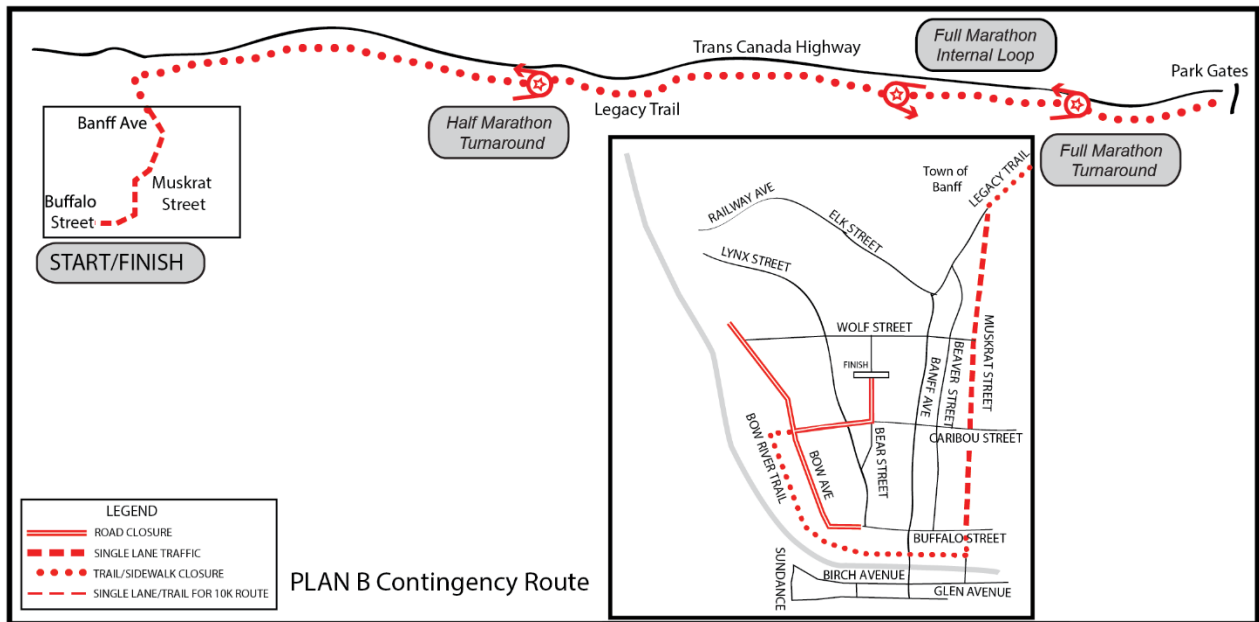 Trans Canada Highway
Full Marathon
Internal Loop
Park Gates
Banff Ave
Half Marathon
Turnaround
Legacy Trail
Full Marathon
Turnaround
Muskrat
Street
Buffalo
Street
START/FINISH
Town of
Banff
LEGACY TRAIL
RAILWAY AVE
ELK STREET
LYNX STREET
WOLF STREET
FINISH
BANFF AVE
BEAVER STREET
MUSKRAT STREET
CARIBOU STREET
BOW RIVER TRAIL
BOW AVE
BEAR STREET
BUFFALO STREET
SUNDANCE
BIRCH AVENUE
GLEN AVENUE
LEGEND
ROAD CLOSURE
SINGLE LANE TRAFFIC
TRAIL/SIDEWALK CLOSURE
SINGLE LANE/TRAIL FOR 10K ROUTE
PLAN B Contingency Route